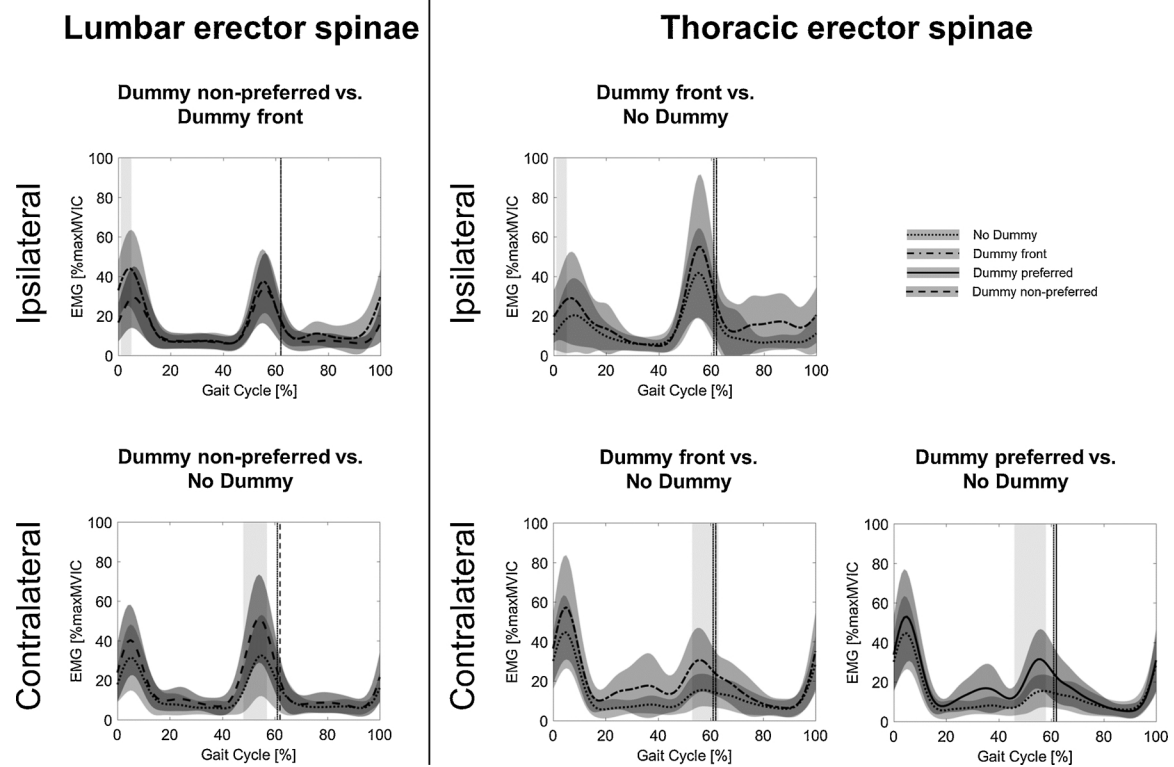 Lumbar erector spinae
Thoracic erector spinae
Dummy non-preferred vs.
Dummy front
Dummy front vs.
No Dummy
Ipsilateral
EMG [%maxMVIC]
100
80
60
40
20
0
0 20 40 60 80 100
Gait Cycle [%]
Ipsilateral
EMG [%maxMVIC]
100
80
60
40
20
0
0 20 40 60 80 100
Gait Cycle [%]
No Dummy
Dummy front
Dummy preferred
Dummy non-preferred
Dummy non-preferred vs.
No Dummy
Dummy front vs.
No Dummy
Dummy preferred vs.
No Dummy
Contralateral
EMG [%maxMVIC]
100
80
60
40
20
0
0 20 40 60 80 100
Gait Cycle [%]
Contralateral
EMG [%maxMVIC]
100
80
60
40
20
0
0 20 40 60 80 100
Gait Cycle [%]
EMG [%maxMVIC]
100
80
60
40
20
0
0 20 40 60 80 100
Gait Cycle [%]